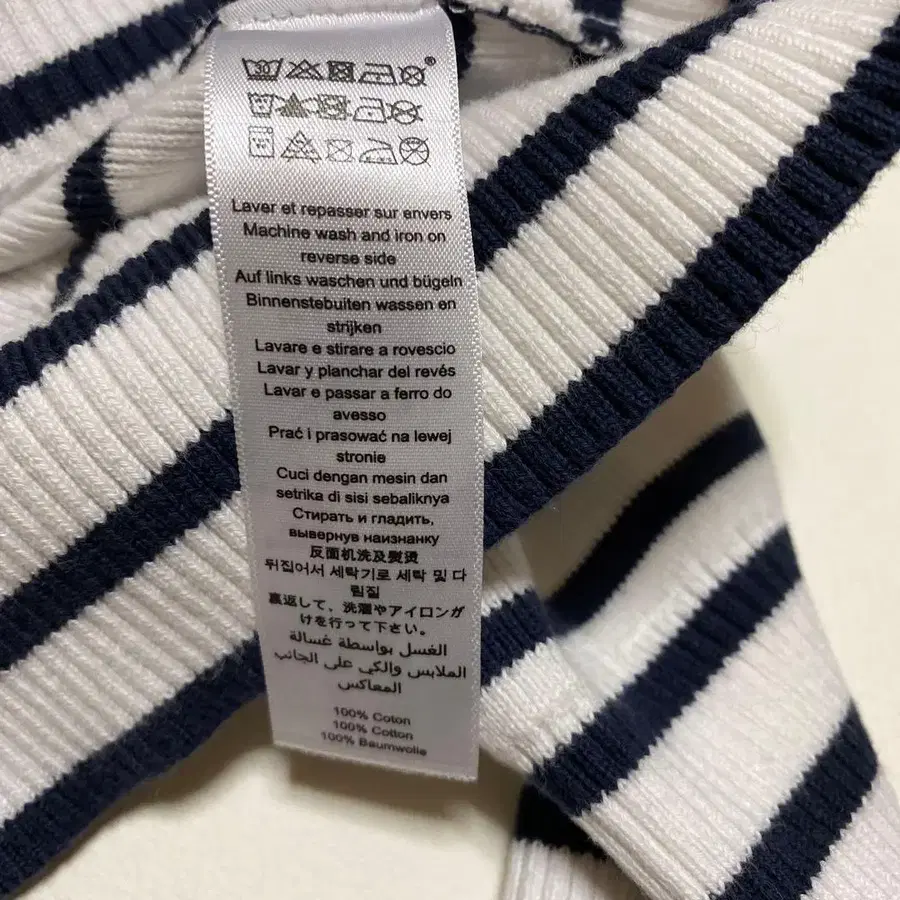 30
Laver et repasser sur envers
Machine wash and iron on
reverse side
Auf links waschen und bügeln
Binnenstebuiten wassen en
strijken
Lavare e stirare a rovescio
Lavar y planchar del revés
Lavar e passar a ferro do
avesso
Prać i prasować na lewej
stronie
Cuci dengan mesin dan
setrika di sisi sebaliknya
Стирать и гладить,
вывернув наизнанку
反面机洗及熨烫
뒤집어서 세탁기로 세탁 및 다
림질
裏返して、洗濯やアイロンが
けを行って下さい。
الغسل بواسطة غسالة
الملابس والكي على الجانب
المعاكس
100% Coton
100% Cotton
100% Baumwolle